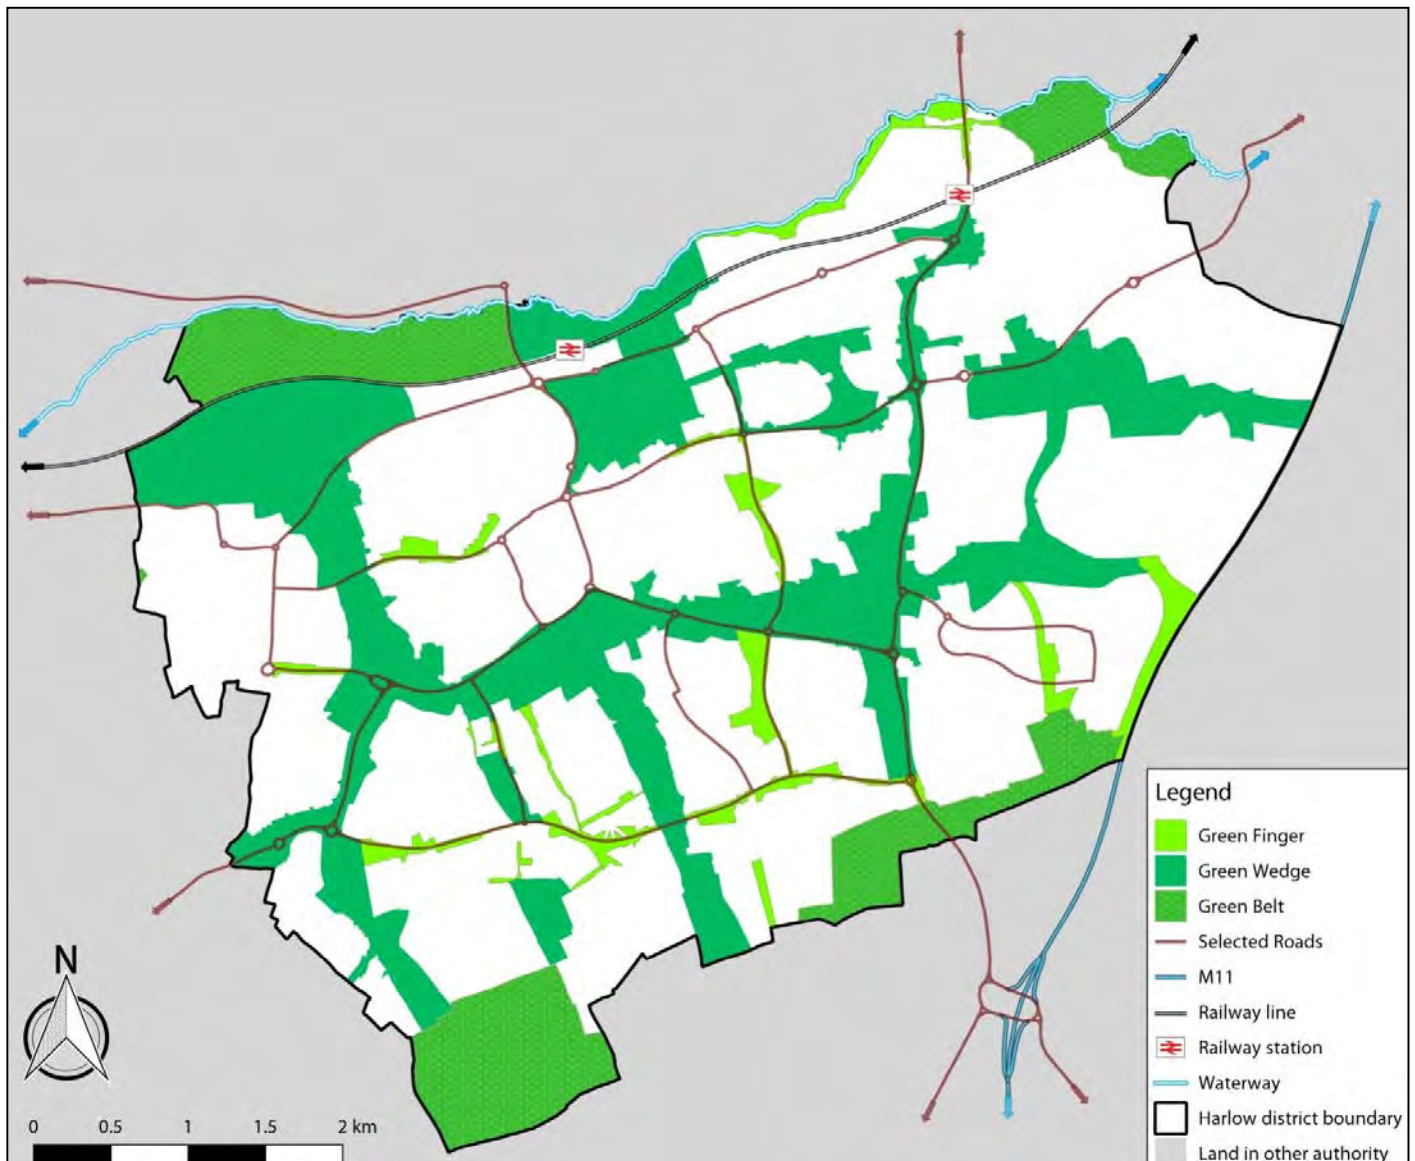 Legend
Green Finger
Green Wedge
Green Belt
Selected Roads
M11
Railway line
Railway station
Waterway
Harlow district boundary
Land in other authority
N
0 0.5 1 1.5 2 km